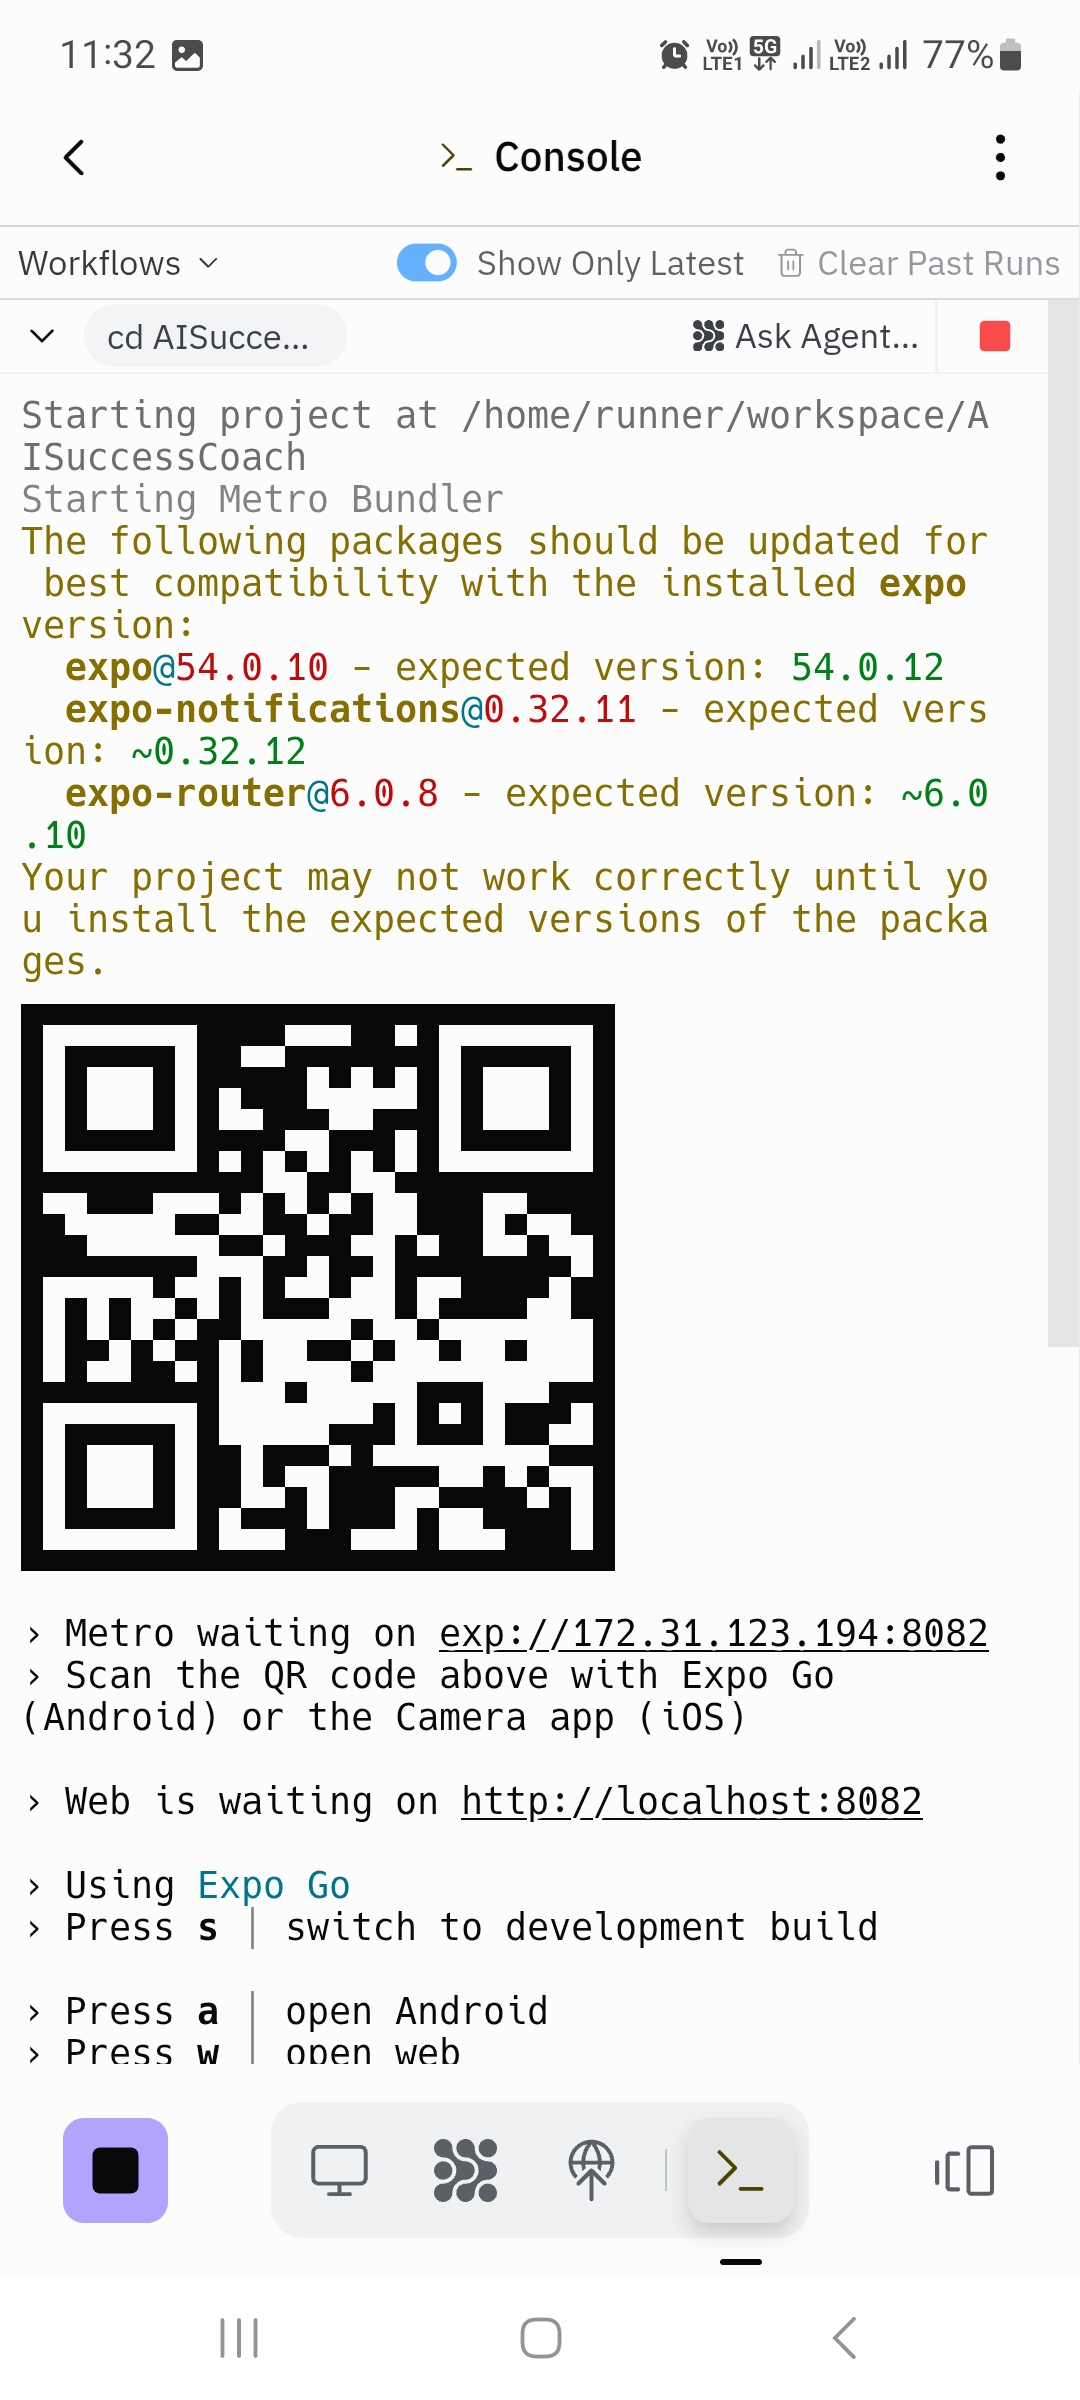 11:32 Vo)) LTE1 5G Vo)) LTE2 77%
>_ Console
Workflows Show Only Latest Clear Past Runs
cd AISucce... Ask Agent...
Starting project at /home/runner/workspace/A
ISuccessCoach
Starting Metro Bundler
The following packages should be updated for
best compatibility with the installed expo
version:
expo@54.0.10 - expected version: 54.0.12
expo-notifications@0.32.11 - expected vers
ion: ~0.32.12
expo-router@6.0.8 - expected version: ~6.0
.10
Your project may not work correctly until yo
u install the expected versions of the packa
ges.
› Metro waiting on exp://172.31.123.194:8082
› Scan the QR code above with Expo Go
(Android) or the Camera app (iOS)
› Web is waiting on http://localhost:8082
› Using Expo Go
› Press s │ switch to development build
› Press a │ open Android
› Press w │ open web